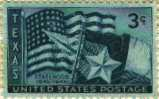 TEXAS
3¢
STATEHOOD
UNITED STATES POSTAGE